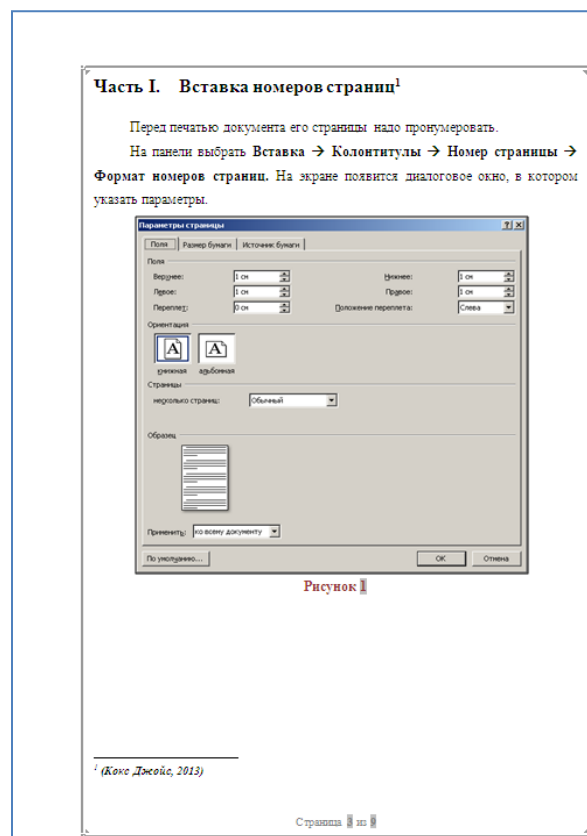 Часть I. Вставка номеров страниц1
Перед печатью документа его страницы надо пронумеровать.
На панели выбрать Вставка → Колонтитулы → Номер страницы →
Формат номеров страниц. На экране появится диалоговое окно, в котором
указать параметры.
Параметры страницы
Поля Размер бумаги Источник бумаги
Поля
Верхнее: 1 см Нижнее: 1 см
Левое: 1 см Правое: 1 см
Переплет: 0 см Положение переплета: Слева
Ориентация
A A
книжная альбомная
Страницы
несколько страниц: Обычный
Образец
Применить: ко всему документу
По умолчанию... ОК Отмена
Рисунок 1
1 (Кокс Джойс, 2013)
Страница 3 из 9